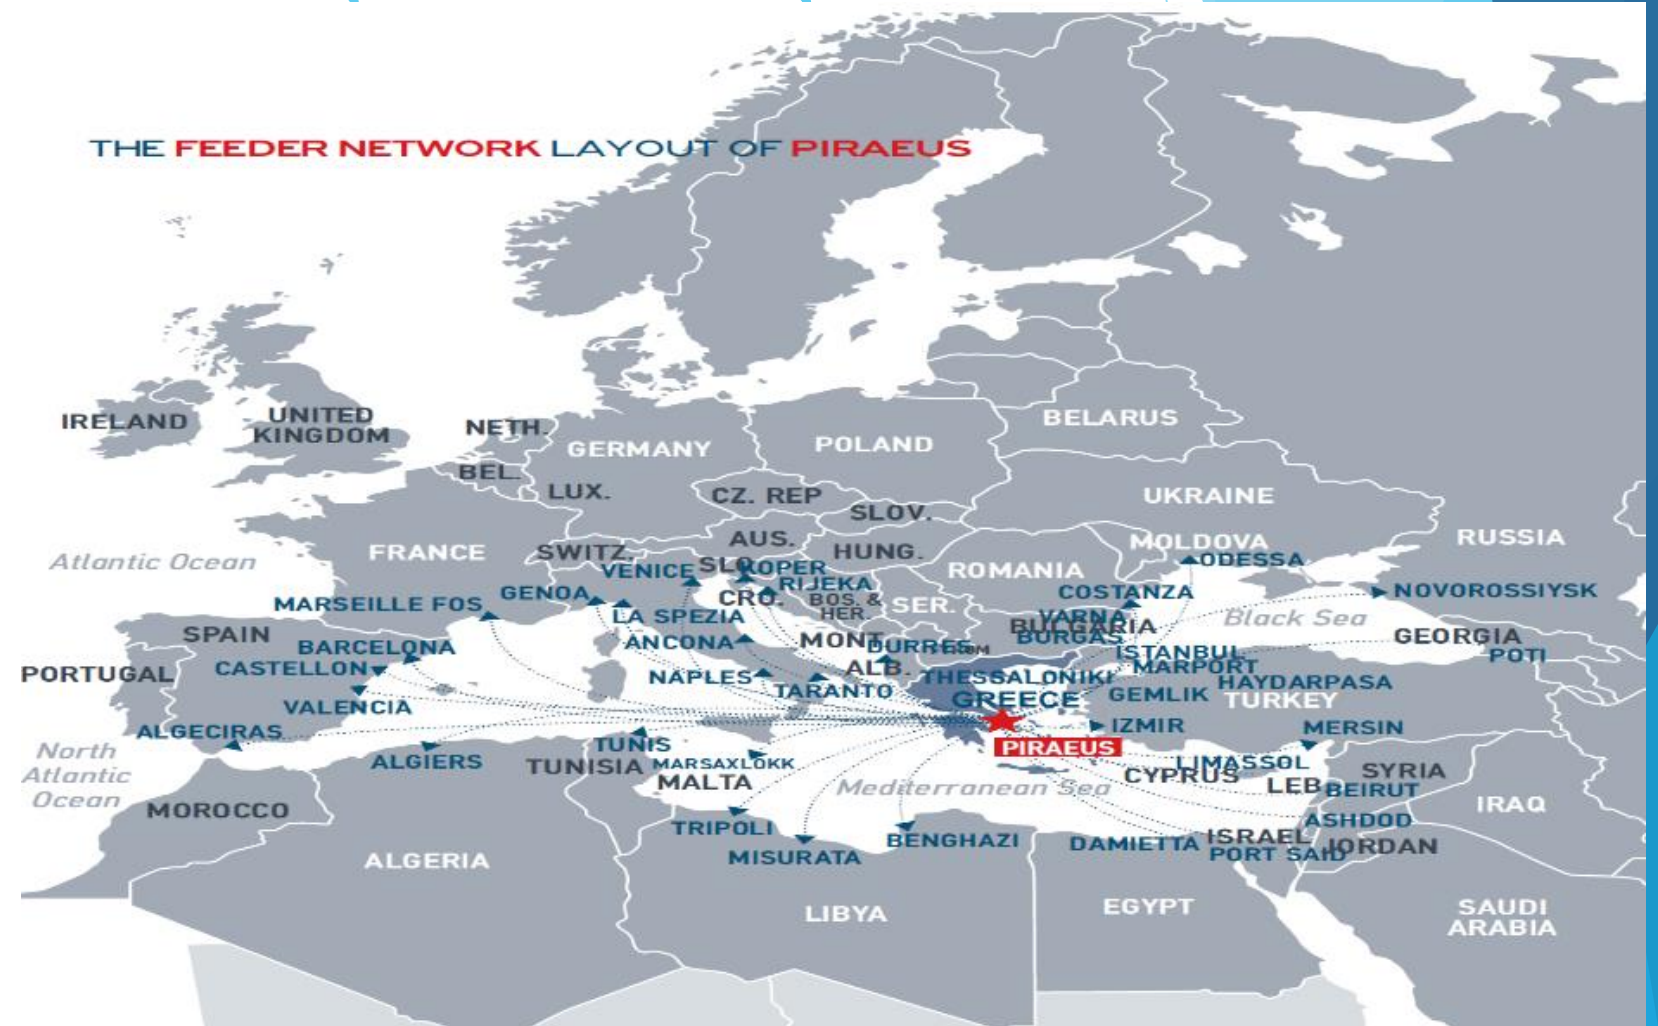 THE FEEDER NETWORK LAYOUT OF PIRAEUS
IRELAND
UNITED
KINGDOM
NETH.
BEL.
LUX.
GERMANY
POLAND
BELARUS
CZ. REP
SLOV.
UKRAINE
AUS.
HUNG.
MOLDOVA
RUSSIA
Atlantic Ocean
FRANCE
SWITZ.
VENICE
KOPER
RIJEKA
ROMANIA
ODESSA
GENOA
CRO.
BOS. &
HER.
SER.
COSTANZA
NOVOROSSIYSK
MARSEILLE FOS
LA SPEZIA
VARNA
BULGARIA
BURGAS
Black Sea
GEORGIA
POTI
SPAIN
BARCELONA
ANCONA
MONT.
DURRES
ISTANBUL
MARPORT
PORTUGAL
CASTELLON
NAPLES
ALB.
THESSALONIKI
HAYDARPASA
VALENCIA
TARANTO
GREECE
GEMLIK
TURKEY
ALGECIRAS
TUNIS
IZMIR
MERSIN
North
Atlantic
Ocean
ALGIERS
TUNISIA
MARSAXLOKK
MALTA
PIRAEUS
LIMASSOL
CYPRUS
SYRIA
Mediterranean Sea
LEB
BEIRUT
MOROCCO
IRAQ
TRIPOLI
ASHDOD
MISURATA
BENGHAZI
DAMIETTA
ISRAEL
PORT SAID
JORDAN
ALGERIA
LIBYA
EGYPT
SAUDI
ARABIA